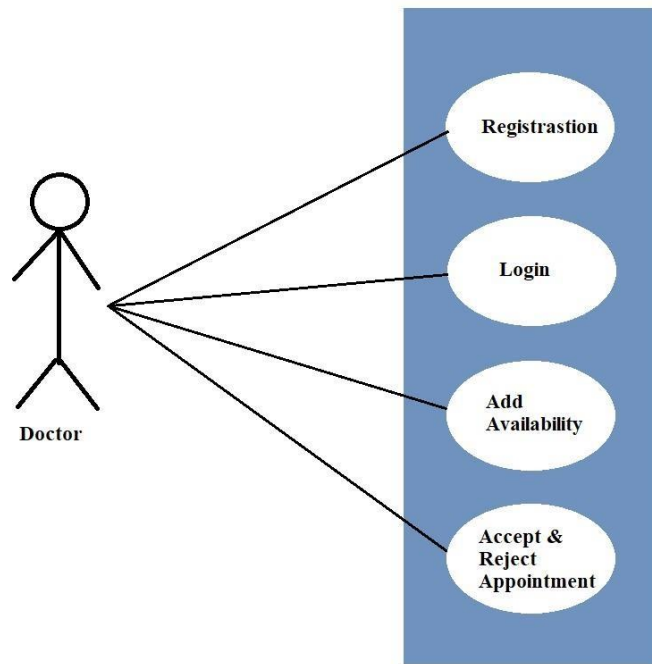 Registrastion
Login
Add
Availability
Accept &
Reject
Appointment
Doctor